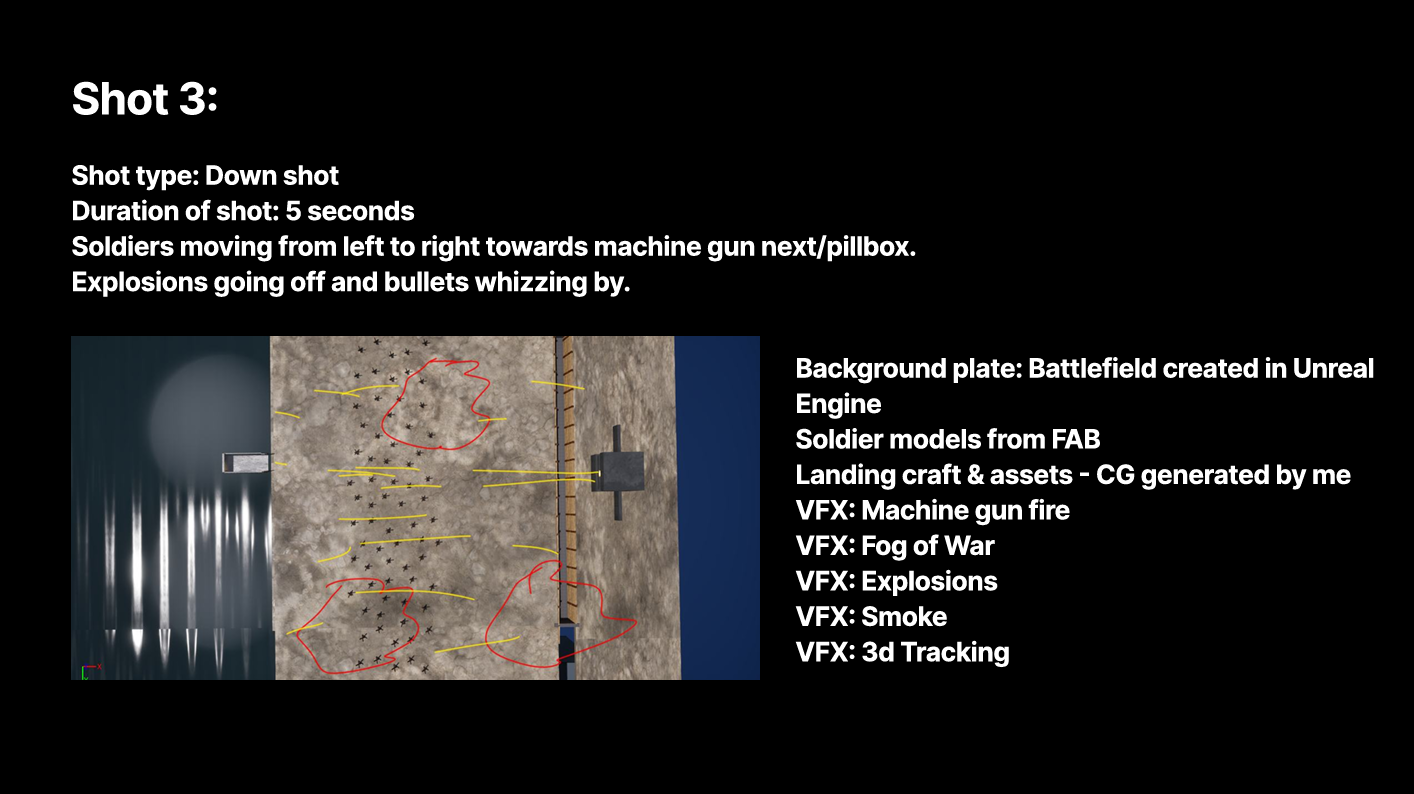 Shot 3:
Shot type: Down shot
Duration of shot: 5 seconds
Soldiers moving from left to right towards machine gun next/pillbox.
Explosions going off and bullets whizzing by.
Background plate: Battlefield created in Unreal
Engine
Soldier models from FAB
Landing craft & assets - CG generated by me
VFX: Machine gun fire
VFX: Fog of War
VFX: Explosions
VFX: Smoke
VFX: 3d Tracking
X